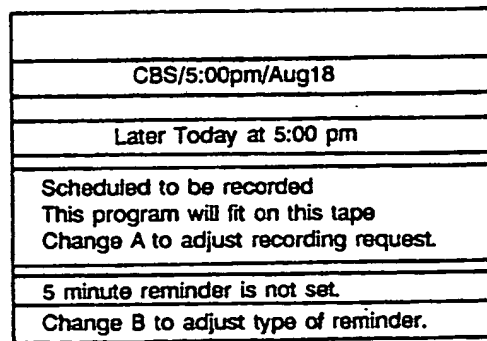 CBS/5:00pm/Aug18
Later Today at 5:00 pm
Scheduled to be recorded
This program will fit on this tape
Change A to adjust recording request.
5 minute reminder is not set.
Change B to adjust type of reminder.